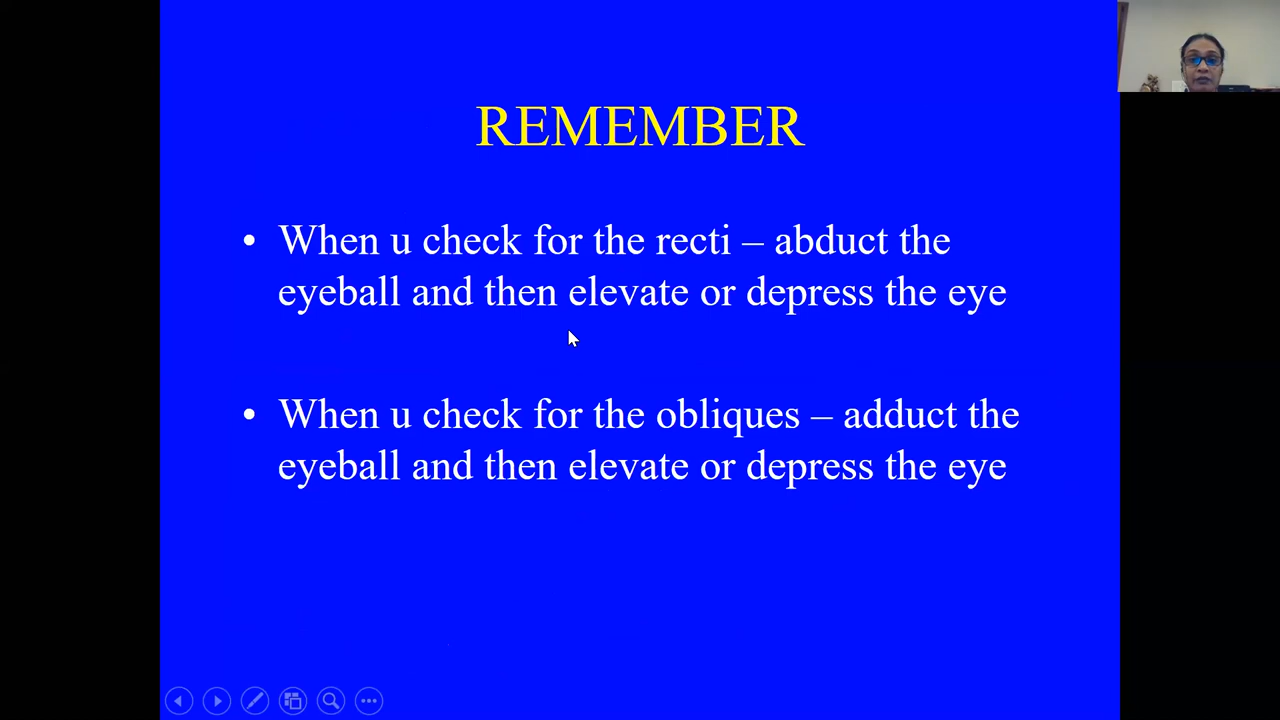 REMEMBER
• When u check for the recti – abduct the
eyeball and then elevate or depress the eye
• When u check for the obliques – adduct the
eyeball and then elevate or depress the eye